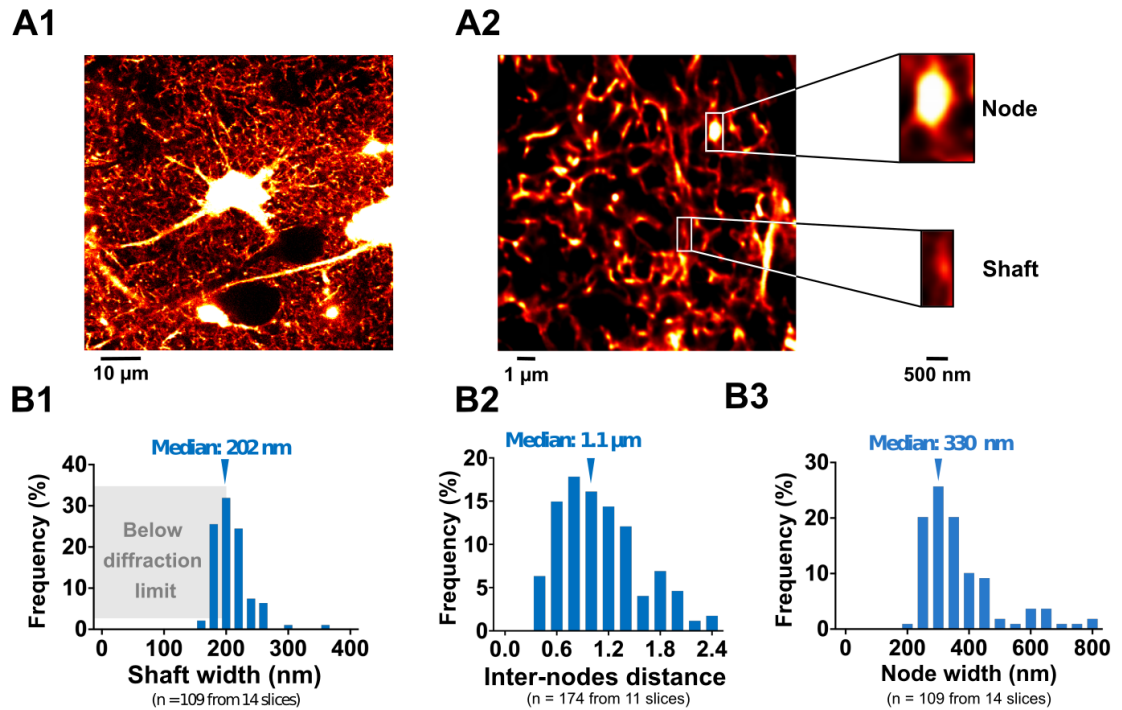 A1
A2
Node
Shaft
10 µm
1 µm
500 nm
B1
B2
B3
Median: 202 nm
Frequency (%)
40
30
20
10
0
Below
diffraction
limit
0 100 200 300 400
Shaft width (nm)
(n =109 from 14 slices)
Median: 1.1 µm
Frequency (%)
20
15
10
5
0
0.0 0.6 1.2 1.8 2.4
Inter-nodes distance
(n = 174 from 11 slices)
Median: 330 nm
Frequency (%)
30
20
10
0
0 200 400 600 800
Node width (nm)
(n = 109 from 14 slices)